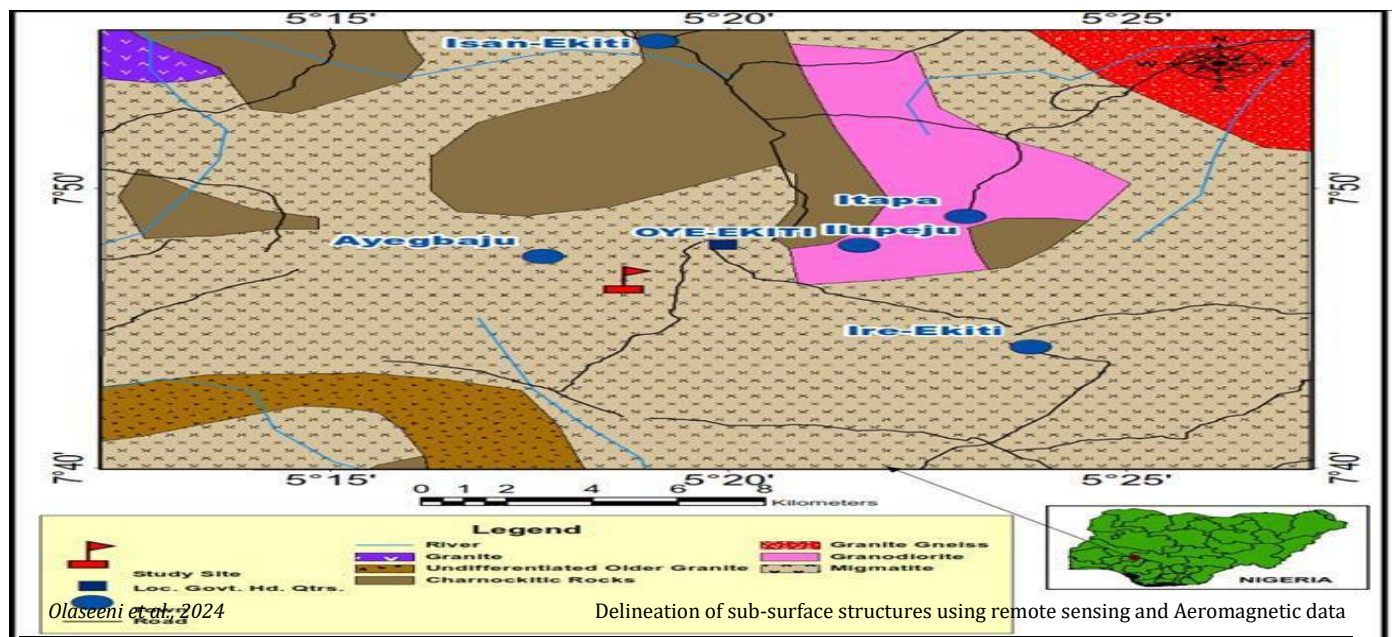 5°15' 5°20' 5°25'
Isan-Ekiti
W N E
7°50' 7°50'
Itapa
Ayegbaju OYE-EKITI Ilupeju
Ire-Ekiti
7°40' 7°40'
5°15' 5°20' 5°25'
0 1 2 4 6 8
Kilometers
Legend
Study Site
Loc. Govt. Hd. Qtrs.
Road
River
Granite
Undifferentiated Older Granite
Charnockitic Rocks
Granite Gneiss
Granodiorite
Migmatite
NIGERIA
Olaseeni et al., 2024 Delineation of sub-surface structures using remote sensing and Aeromagnetic data